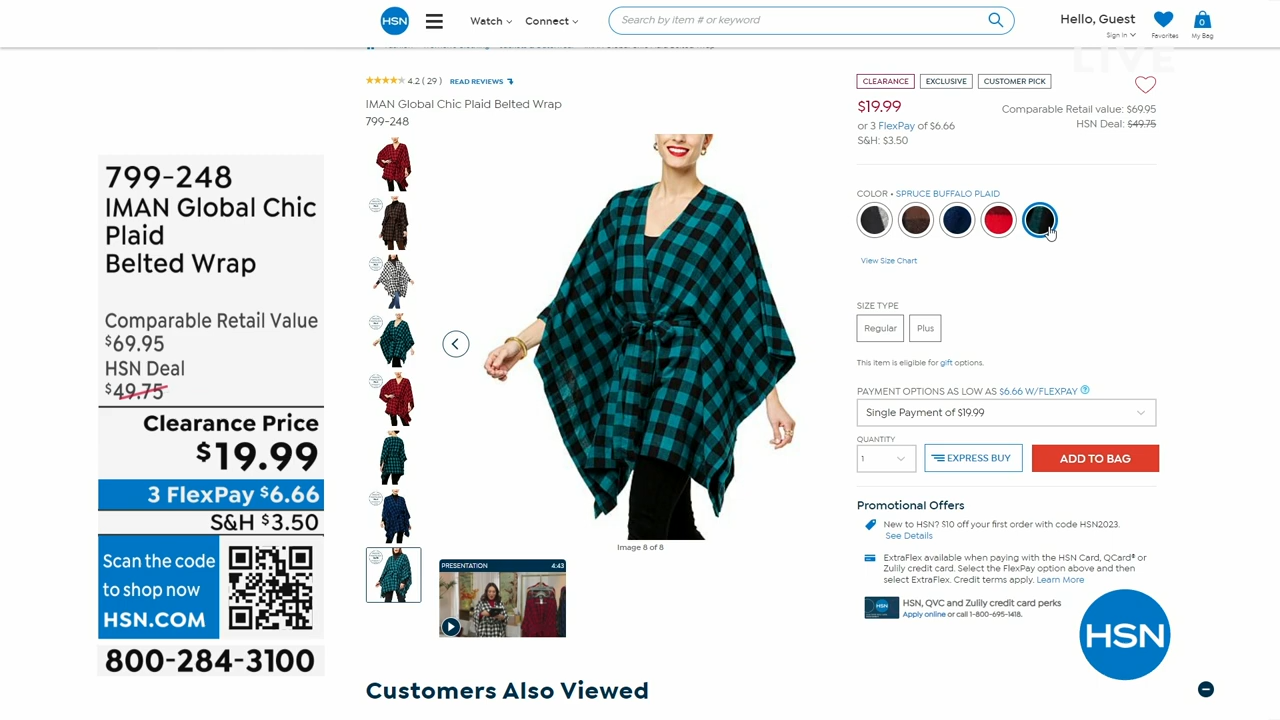 HSN
Watch
Connect
Search by item # or keyword
Hello, Guest
Sign In
Favorites
0
My Bag
LIVE
4.2 ( 29 )
READ REVIEWS
CLEARANCE
EXCLUSIVE
CUSTOMER PICK
IMAN Global Chic Plaid Belted Wrap
799-248
$19.99
Comparable Retail value: $69.95
or 3 FlexPay of $6.66
HSN Deal: $49.75
S&H: $3.50
799-248
IMAN Global Chic
Plaid
Belted Wrap
Comparable Retail Value
$69.95
HSN Deal
$49.75
Clearance Price
$19.99
3 FlexPay $6.66
S&H $3.50
Scan the code
to shop now
HSN.COM
800-284-3100
COLOR • SPRUCE BUFFALO PLAID
View Size Chart
SIZE TYPE
Regular
Plus
This item is eligible for gift options.
PAYMENT OPTIONS AS LOW AS $6.66 W/FLEXPAY ?
Single Payment of $19.99
QUANTITY
1
EXPRESS BUY
ADD TO BAG
Promotional Offers
New to HSN? $10 off your first order with code HSN2023.
See Details
ExtraFlex available when paying with the HSN Card, QCard® or
Zulily credit card. Select the FlexPay option above and then
select ExtraFlex. Credit terms apply. Learn More
HSN, QVC and Zulily credit card perks
Apply online or call 1-800-695-1418.
Image 8 of 8
PRESENTATION
4:43
HSN
Customers Also Viewed